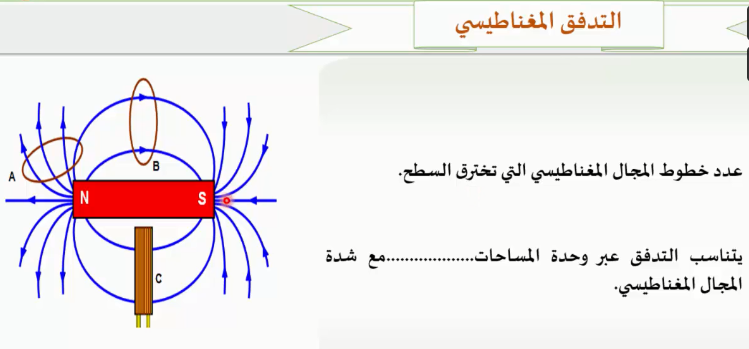 التدفق المغناطيسي
عدد خطوط المجال المغناطيسي التي تخترق السطح.
يتناسب التدفق عبر وحدة المساحات...................مع شدة
المجال المغناطيسي.
A
B
N
S
C